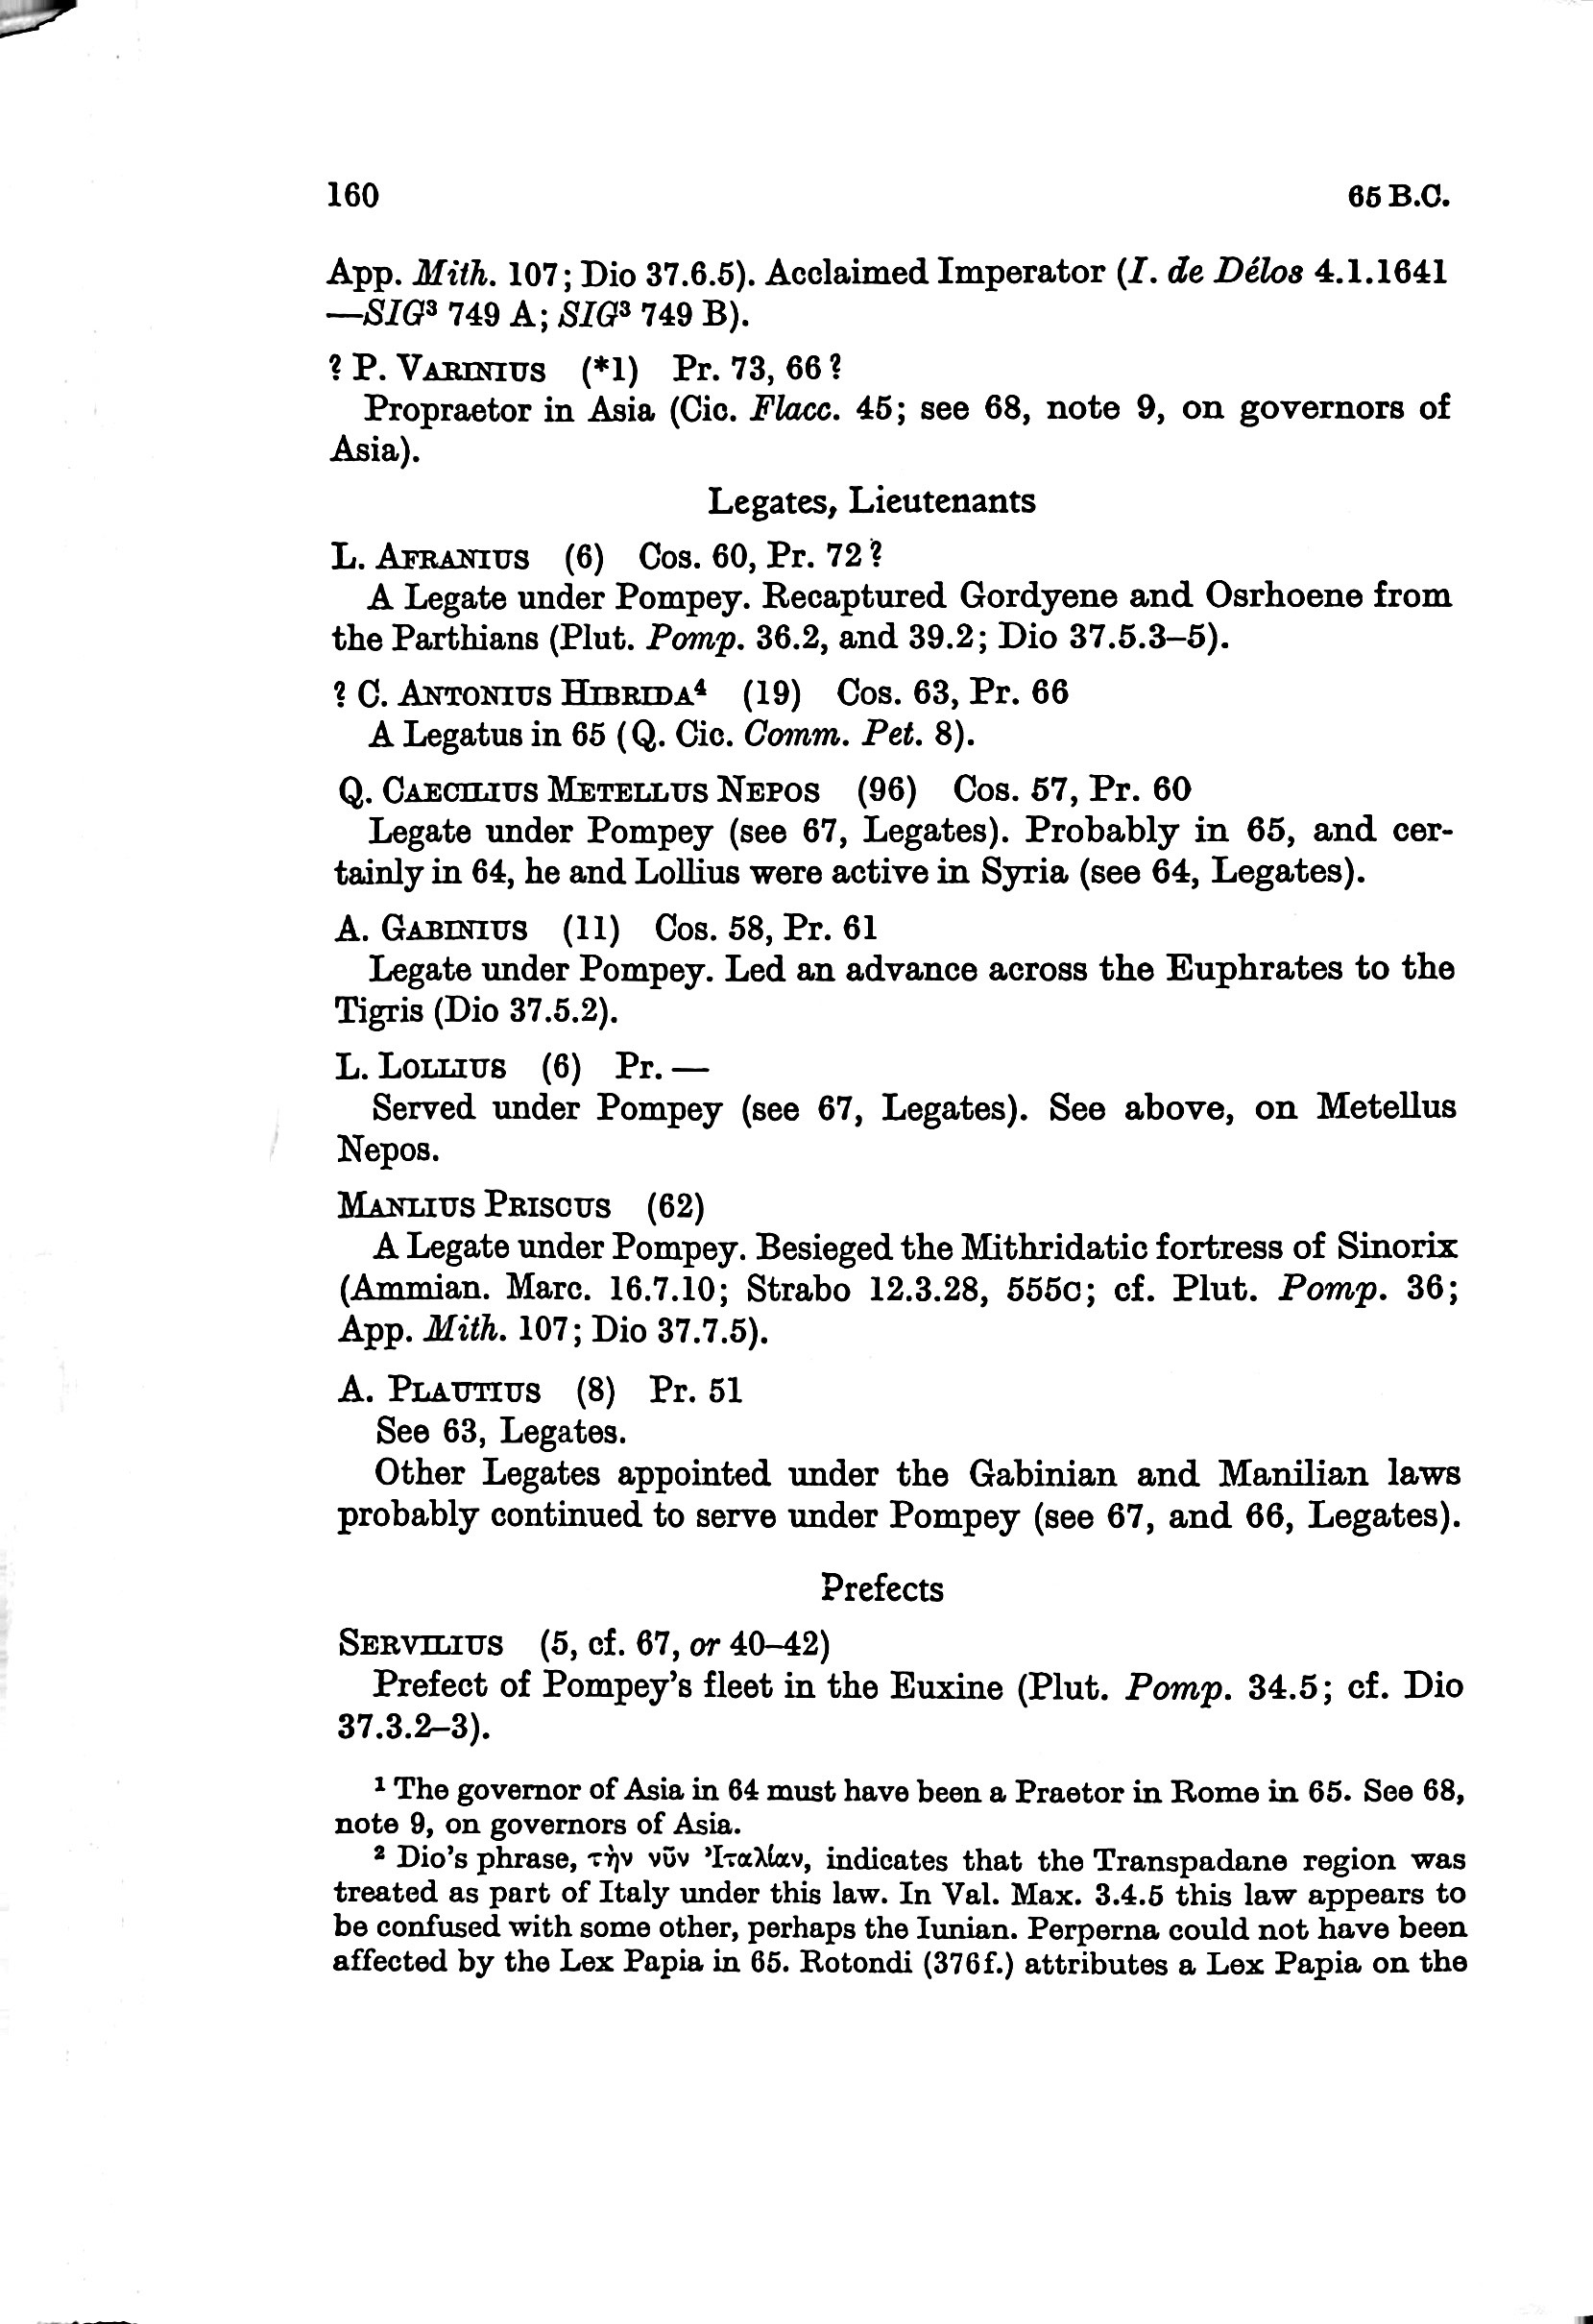 160 65 B.C.
App. Mith. 107; Dio 37.6.5). Acclaimed Imperator (I. de Délos 4.1.1641
—SIG³ 749 A; SIG³ 749 B).
? P. VARINIUS (*1) Pr. 73, 66?
Propraetor in Asia (Cic. Flacc. 45; see 68, note 9, on governors of
Asia).
Legates, Lieutenants
L. AFRANIUS (6) Cos. 60, Pr. 72?
A Legate under Pompey. Recaptured Gordyene and Osrhoene from
the Parthians (Plut. Pomp. 36.2, and 39.2; Dio 37.5.3–5).
? C. ANTONIUS HIBRIDA⁴ (19) Cos. 63, Pr. 66
A Legatus in 65 (Q. Cic. Comm. Pet. 8).
Q. CAECILIUS METELLUS NEPOS (96) Cos. 57, Pr. 60
Legate under Pompey (see 67, Legates). Probably in 65, and cer-
tainly in 64, he and Lollius were active in Syria (see 64, Legates).
A. GABINIUS (11) Cos. 58, Pr. 61
Legate under Pompey. Led an advance across the Euphrates to the
Tigris (Dio 37.5.2).
L. LOLLIUS (6) Pr. —
Served under Pompey (see 67, Legates). See above, on Metellus
Nepos.
MANLIUS PRISCUS (62)
A Legate under Pompey. Besieged the Mithridatic fortress of Sinorix
(Ammian. Marc. 16.7.10; Strabo 12.3.28, 555c; cf. Plut. Pomp. 36;
App. Mith. 107; Dio 37.7.5).
A. PLAUTIUS (8) Pr. 51
See 63, Legates.
Other Legates appointed under the Gabinian and Manilian laws
probably continued to serve under Pompey (see 67, and 66, Legates).
Prefects
SERVILIUS (5, cf. 67, or 40–42)
Prefect of Pompey's fleet in the Euxine (Plut. Pomp. 34.5; cf. Dio
37.3.2–3).
¹ The governor of Asia in 64 must have been a Praetor in Rome in 65. See 68,
note 9, on governors of Asia.
² Dio's phrase, τὴν νῦν Ἰταλίαν, indicates that the Transpadane region was
treated as part of Italy under this law. In Val. Max. 3.4.5 this law appears to
be confused with some other, perhaps the Iunian. Perperna could not have been
affected by the Lex Papia in 65. Rotondi (376f.) attributes a Lex Papia on the